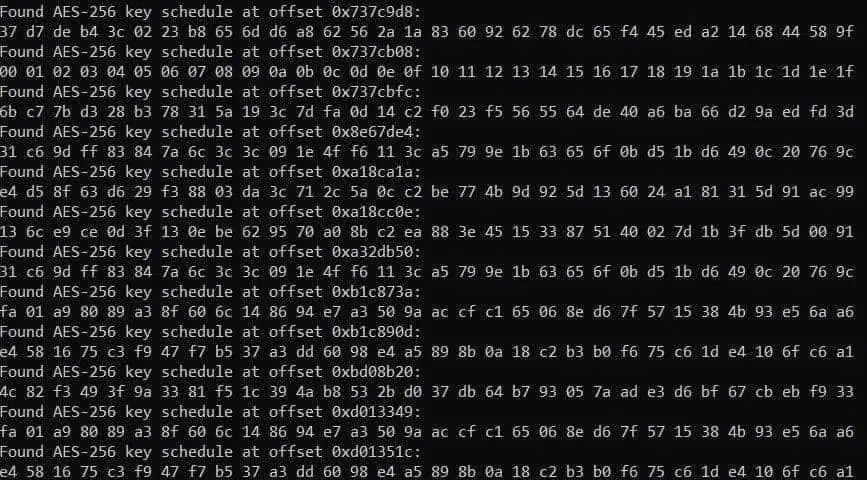 Found AES-256 key schedule at offset 0x737c9d8:
37 d7 de b4 3c 02 23 b8 65 6d d6 a8 62 56 2a 1a 83 60 92 62 78 dc 65 f4 45 ed a2 14 68 44 58 9f
Found AES-256 key schedule at offset 0x737cb08:
00 01 02 03 04 05 06 07 08 09 0a 0b 0c 0d 0e 0f 10 11 12 13 14 15 16 17 18 19 1a 1b 1c 1d 1e 1f
Found AES-256 key schedule at offset 0x737cbfc:
6b c7 7b d3 28 b3 78 31 5a 19 3c 7d fa 0d 14 c2 f0 23 f5 56 55 64 de 40 a6 ba 66 d2 9a ed fd 3d
Found AES-256 key schedule at offset 0x8e67de4:
31 c6 9d ff 83 84 7a 6c 3c 3c 09 1e 4f f6 11 3c a5 79 9e 1b 63 65 6f 0b d5 1b d6 49 0c 20 76 9c
Found AES-256 key schedule at offset 0xa18ca1a:
e4 d5 8f 63 d6 29 f3 88 03 da 3c 71 2c 5a 0c c2 be 77 4b 9d 92 5d 13 60 24 a1 81 31 5d 91 ac 99
Found AES-256 key schedule at offset 0xa18cc0e:
13 6c e9 ce 0d 3f 13 0e be 62 95 70 a0 8b c2 ea 88 3e 45 15 33 87 51 40 02 7d 1b 3f db 5d 00 91
Found AES-256 key schedule at offset 0xa32db50:
31 c6 9d ff 83 84 7a 6c 3c 3c 09 1e 4f f6 11 3c a5 79 9e 1b 63 65 6f 0b d5 1b d6 49 0c 20 76 9c
Found AES-256 key schedule at offset 0xb1c873a:
fa 01 a9 80 89 a3 8f 60 6c 14 86 94 e7 a3 50 9a ac cf c1 65 06 8e d6 7f 57 15 38 4b 93 e5 6a a6
Found AES-256 key schedule at offset 0xb1c890d:
e4 58 16 75 c3 f9 47 f7 b5 37 a3 dd 60 98 e4 a5 89 8b 0a 18 c2 b3 b0 f6 75 c6 1d e4 10 6f c6 a1
Found AES-256 key schedule at offset 0xbd08b20:
4c 82 f3 49 3f 9a 33 81 f5 1c 39 4a b8 53 2b d0 37 db 64 b7 93 05 7a ad e3 d6 bf 67 cb eb f9 33
Found AES-256 key schedule at offset 0xd013349:
fa 01 a9 80 89 a3 8f 60 6c 14 86 94 e7 a3 50 9a ac cf c1 65 06 8e d6 7f 57 15 38 4b 93 e5 6a a6
Found AES-256 key schedule at offset 0xd01351c:
e4 58 16 75 c3 f9 47 f7 b5 37 a3 dd 60 98 e4 a5 89 8b 0a 18 c2 b3 b0 f6 75 c6 1d e4 10 6f c6 a1